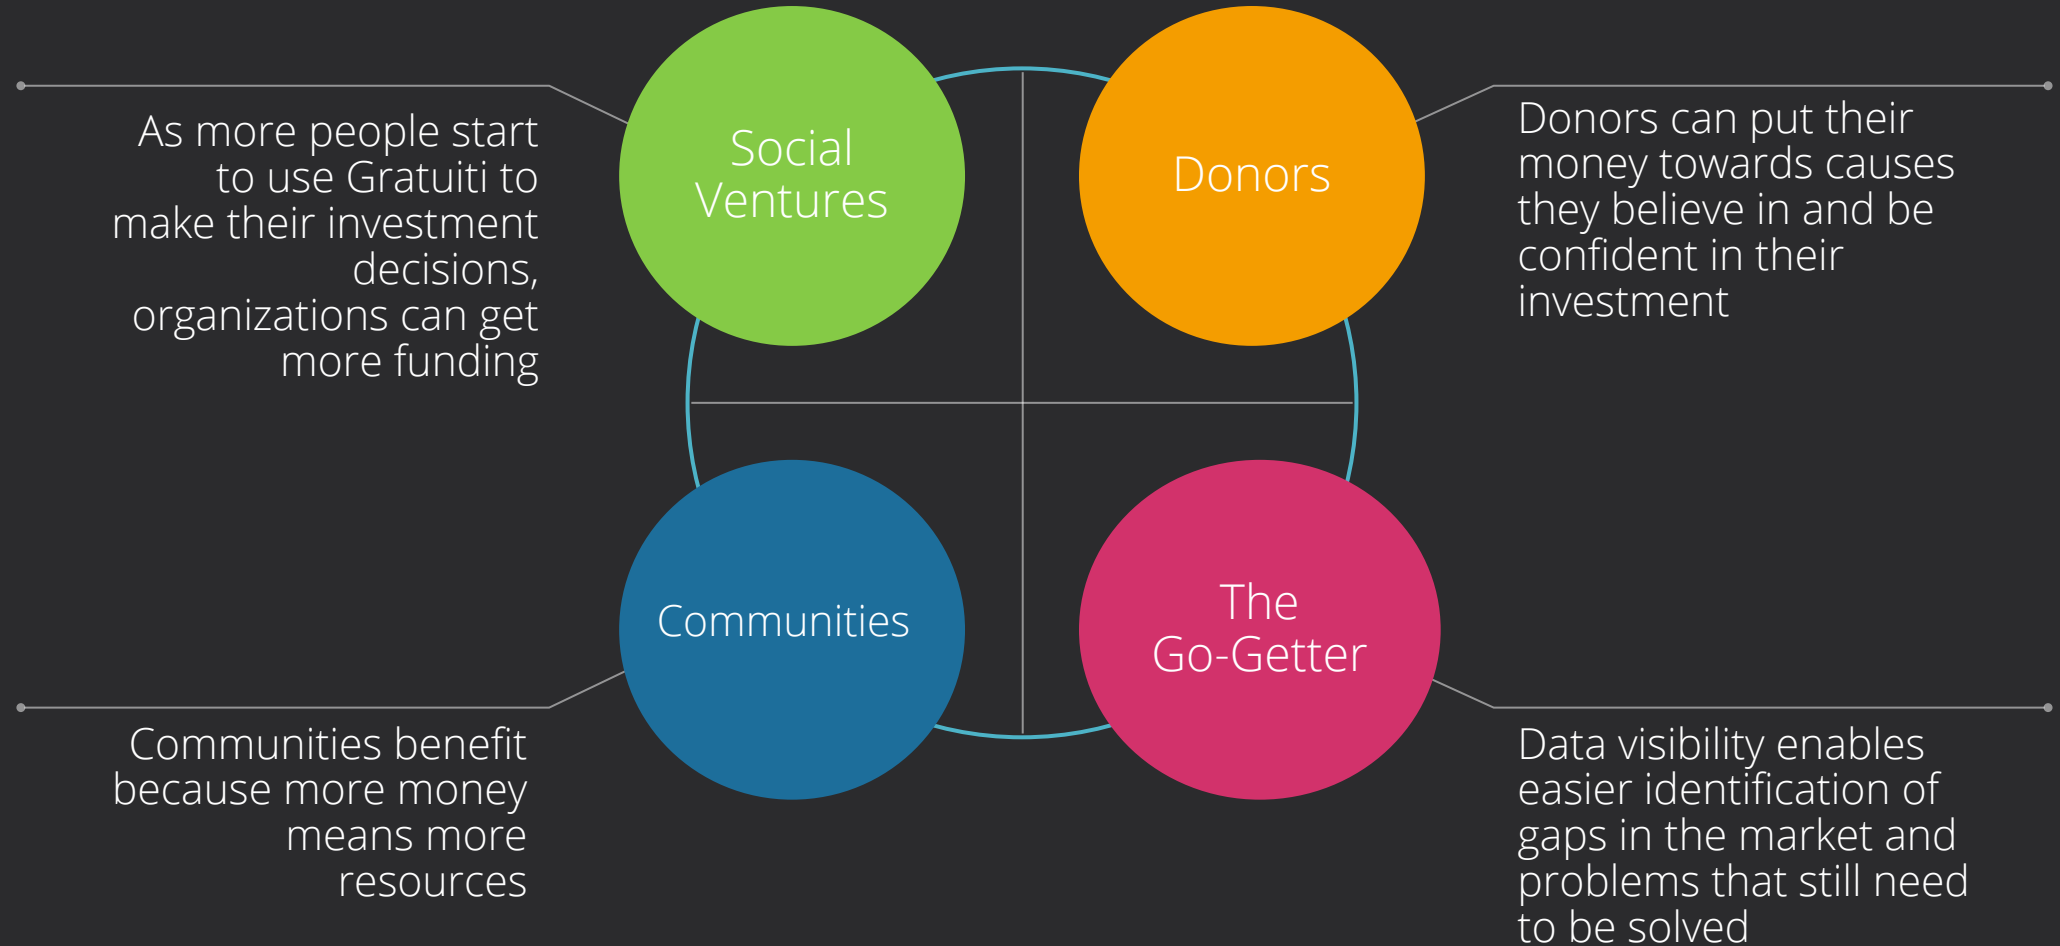 As more people start
to use Gratuiti to
make their investment
decisions,
organizations can get
more funding
Social
Ventures
Donors
Donors can put their
money towards causes
they believe in and be
confident in their
investment
Communities benefit
because more money
means more
resources
Communities
The
Go-Getter
Data visibility enables
easier identification of
gaps in the market and
problems that still need
to be solved